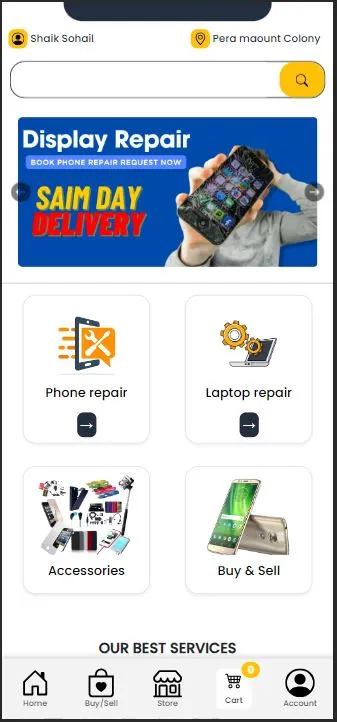 Shaik Sohail
Pera maount Colony
Display Repair
BOOK PHONE REPAIR REQUEST NOW
SAIM DAY
DELIVERY
Phone repair
→
Laptop repair
→
Accessories
Buy & Sell
OUR BEST SERVICES
Home
Buy/Sell
Store
0
Cart
Account